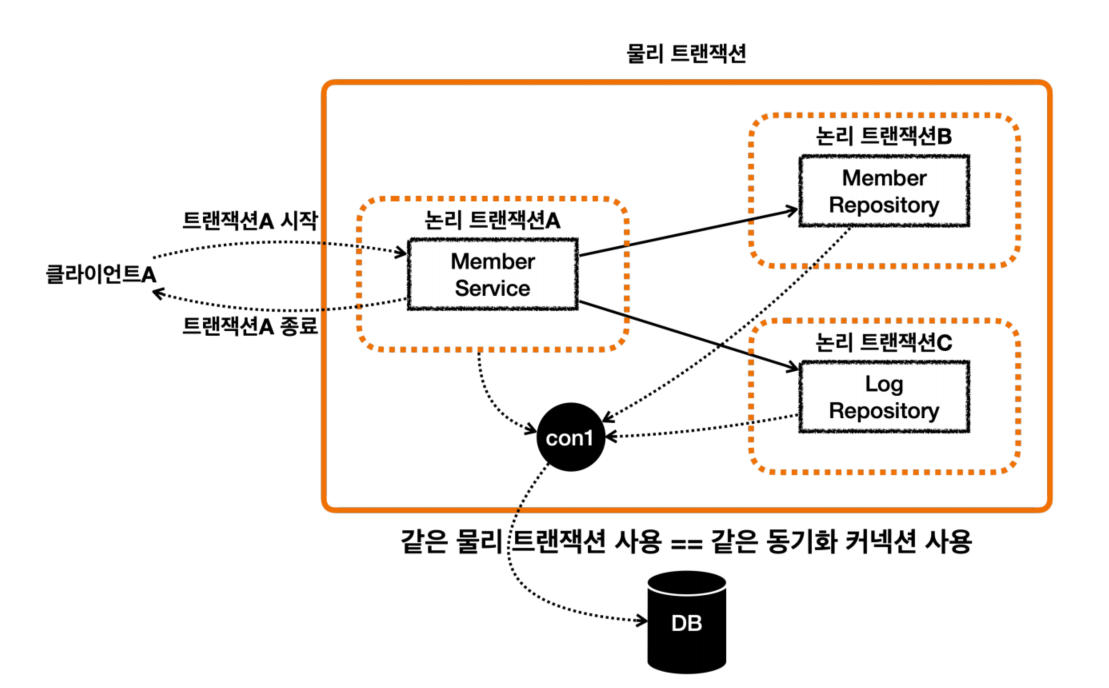 물리 트랜잭션
논리 트랜잭션B
Member
Repository
트랜잭션A 시작
논리 트랜잭션A
Member
Service
클라이언트A
트랜잭션A 종료
논리 트랜잭션C
Log
Repository
con1
같은 물리 트랜잭션 사용 == 같은 동기화 커넥션 사용
DB